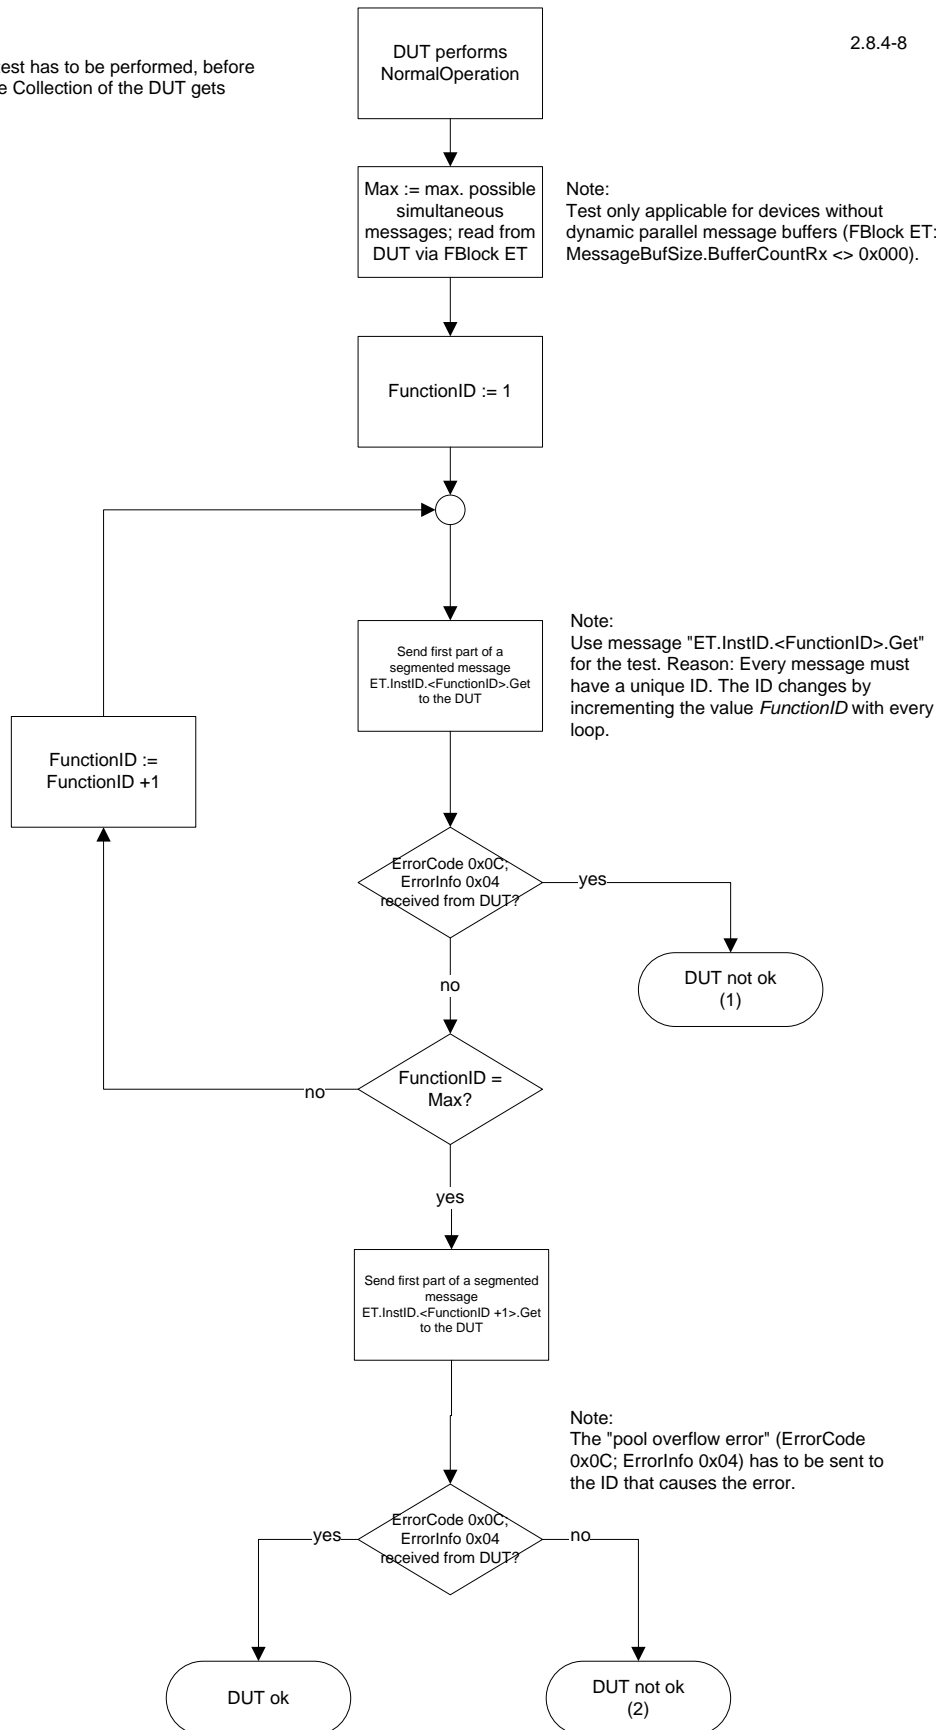 2.8.4-8
est has to be performed, before
e Collection of the DUT gets
DUT performs
NormalOperation
Max := max. possible
simultaneous
messages; read from
DUT via FBlock ET
Note:
Test only applicable for devices without
dynamic parallel message buffers (FBlock ET:
MessageBufSize.BufferCountRx <> 0x000).
FunctionID := 1
Send first part of a
segmented message
ET.InstID.<FunctionID>.Get
to the DUT
Note:
Use message "ET.InstID.<FunctionID>.Get"
for the test. Reason: Every message must
have a unique ID. The ID changes by
incrementing the value FunctionID with every
loop.
FunctionID :=
FunctionID +1
ErrorCode 0x0C;
ErrorInfo 0x04
received from DUT?
yes
DUT not ok
(1)
no
FunctionID =
Max?
no
yes
Send first part of a segmented
message
ET.InstID.<FunctionID +1>.Get
to the DUT
Note:
The "pool overflow error" (ErrorCode
0x0C; ErrorInfo 0x04) has to be sent to
the ID that causes the error.
ErrorCode 0x0C;
ErrorInfo 0x04
received from DUT?
yes
no
DUT ok
DUT not ok
(2)